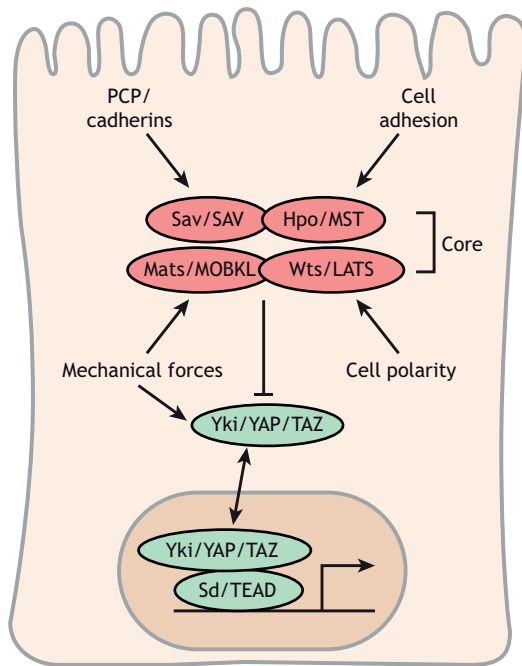 PCP/
cadherins
Cell
adhesion
Sav/SAV
Hpo/MST
Core
Mats/MOBKL
Wts/LATS
Mechanical forces
Cell polarity
Yki/YAP/TAZ
Yki/YAP/TAZ
Sd/TEAD